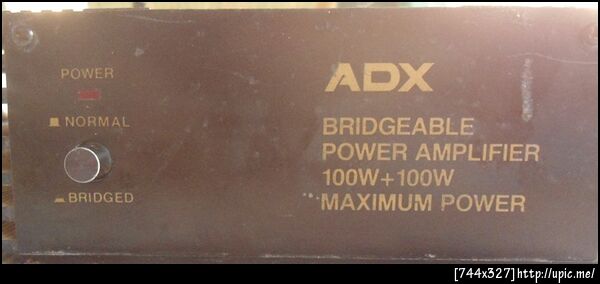 POWER
NORMAL
BRIDGED
ADX
BRIDGEABLE
POWER AMPLIFIER
100W+100W
MAXIMUM POWER
[744x327]http://upic.me/